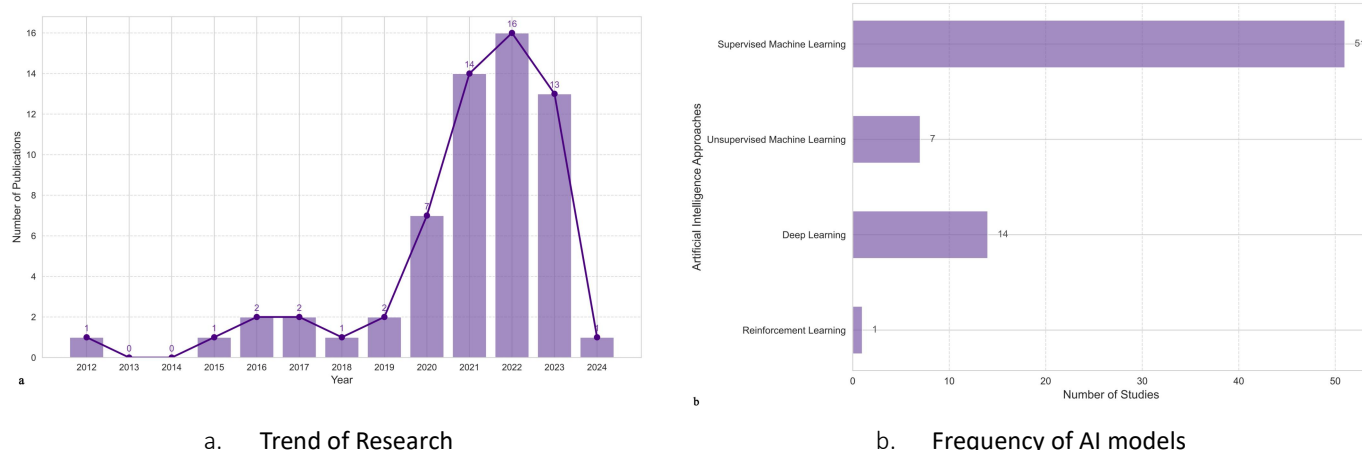 16
14
12
10
8
6
4
2
0
Number of Publications
1
0
0
1
2
2
1
2
7
14
16
13
1
2012 2013 2014 2015 2016 2017 2018 2019 2020 2021 2022 2023 2024
Year
a
a. Trend of Research
Artificial Intelligence Approaches
Supervised Machine Learning
51
Unsupervised Machine Learning
7
Deep Learning
14
Reinforcement Learning
1
0 10 20 30 40 50
Number of Studies
b
b. Frequency of AI models